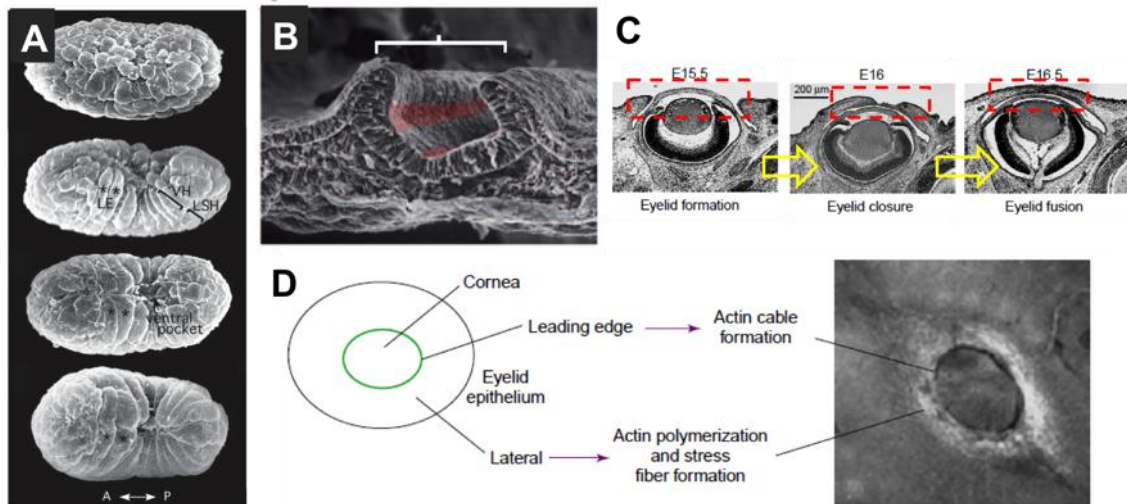 A
* *
LE
VH
LSH
* *
ventral
pocket
* *
A P
B
C
E15.5
E16
E16.5
200 µm
Eyelid formation
Eyelid closure
Eyelid fusion
D
Cornea
Leading edge
Actin cable
formation
Eyelid
epithelium
Lateral
Actin polymerization
and stress
fiber formation